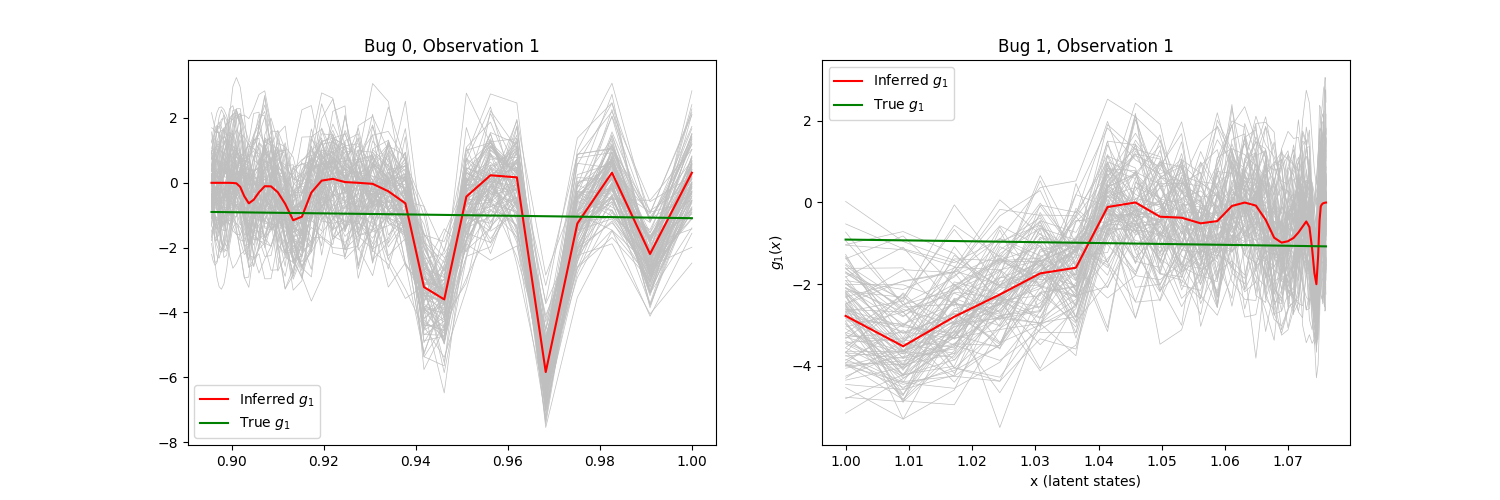 Bug 0, Observation 1
2
0
−2
−4
−6
−8
Inferred g₁
True g₁
0.90 0.92 0.94 0.96 0.98 1.00
Bug 1, Observation 1
Inferred g₁
True g₁
g₁(x)
2
0
−2
−4
1.00 1.01 1.02 1.03 1.04 1.05 1.06 1.07
x (latent states)